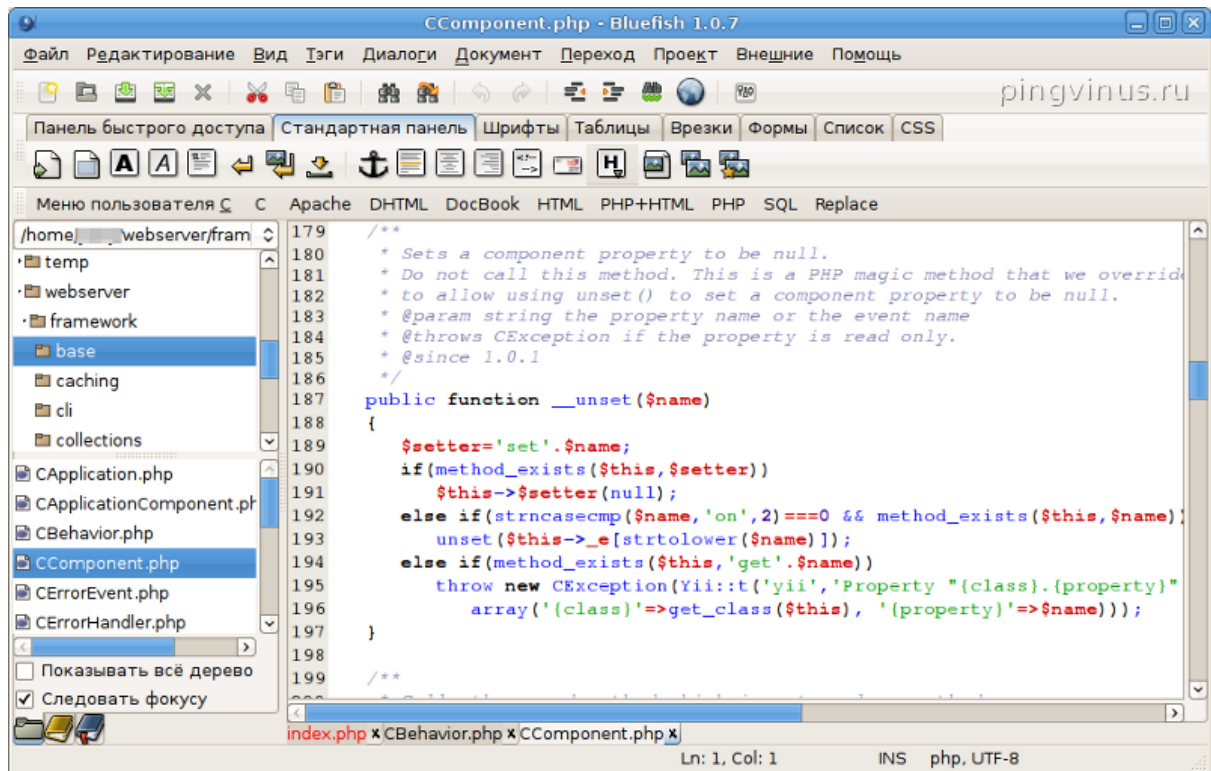 CComponent.php - Bluefish 1.0.7
Файл Редактирование Вид Тэги Диалоги Документ Переход Проект Внешние Помощь
pingvinus.ru
Панель быстрого доступа Стандартная панель Шрифты Таблицы Врезки Формы Список CSS
Меню пользователя C C Apache DHTML DocBook HTML PHP+HTML PHP SQL Replace
/home/ webserver/fram
temp
webserver
framework
base
caching
cli
collections
CApplication.php
CApplicationComponent.ph
CBehavior.php
CComponent.php
CErrorEvent.php
CErrorHandler.php
Показывать всё дерево
Следовать фокусу
179 /**
180 * Sets a component property to be null.
181 * Do not call this method. This is a PHP magic method that we override
182 * to allow using unset() to set a component property to be null.
183 * @param string the property name or the event name
184 * @throws CException if the property is read only.
185 * @since 1.0.1
186 */
187 public function __unset($name)
188 {
189 $setter='set'.$name;
190 if(method_exists($this,$setter))
191 $this->$setter(null);
192 else if(strncasecmp($name,'on',2)===0 && method_exists($this,$name))
193 unset($this->_e[strtolower($name)]);
194 else if(method_exists($this,'get'.$name))
195 throw new CException(Yii::t('yii','Property "{class}.{property}"
196 array('{class}'=>get_class($this), '{property}'=>$name)));
197 }
198
199 /**
index.php CBehavior.php CComponent.php
Ln: 1, Col: 1 INS php, UTF-8